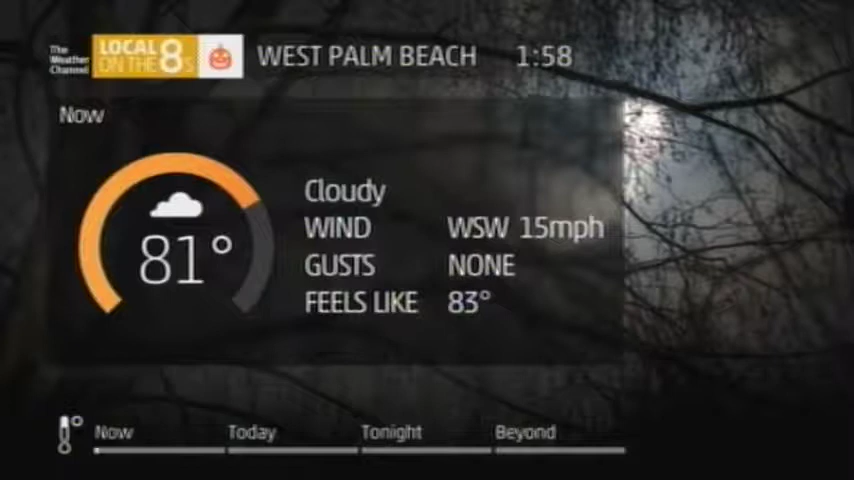 The
Weather
Channel
LOCAL
ON THE 8s
WEST PALM BEACH 1:58
Now
81°
Cloudy
WIND WSW 15mph
GUSTS NONE
FEELS LIKE 83°
Now Today Tonight Beyond